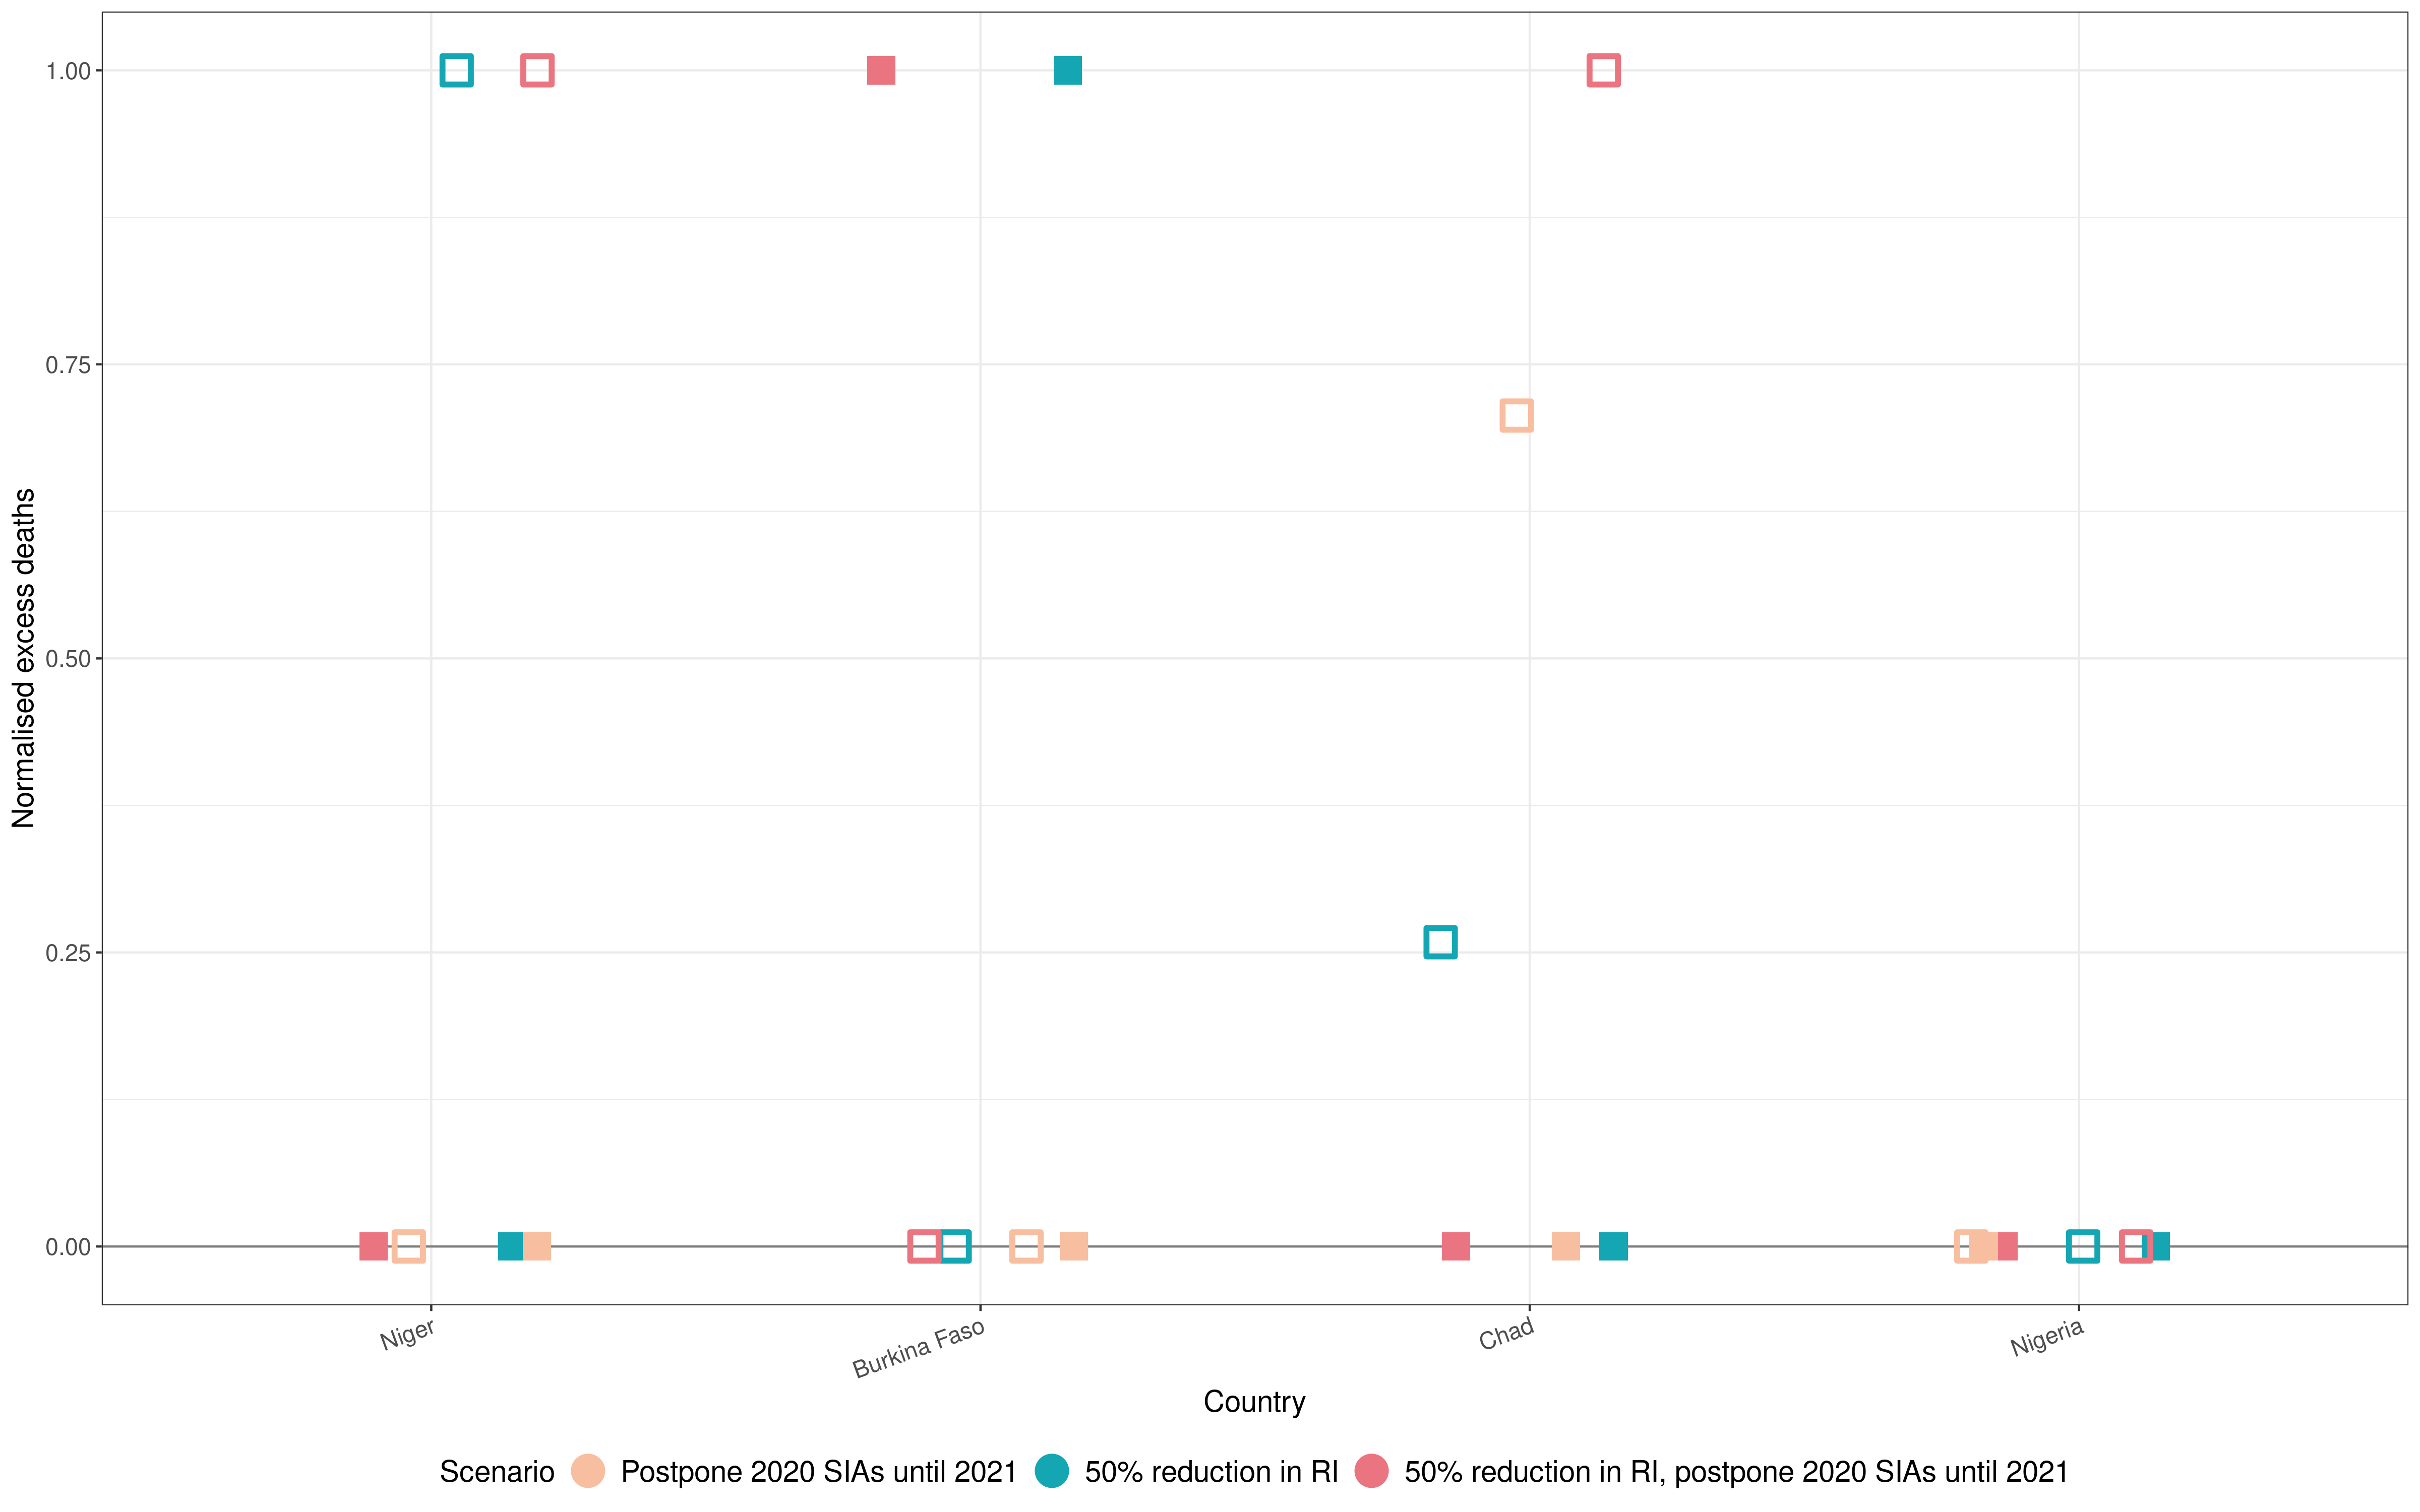 Normalised excess deaths
1.00
0.75
0.50
0.25
0.00
Niger
Burkina Faso
Chad
Nigeria
Country
Scenario Postpone 2020 SIAs until 2021 50% reduction in RI 50% reduction in RI, postpone 2020 SIAs until 2021